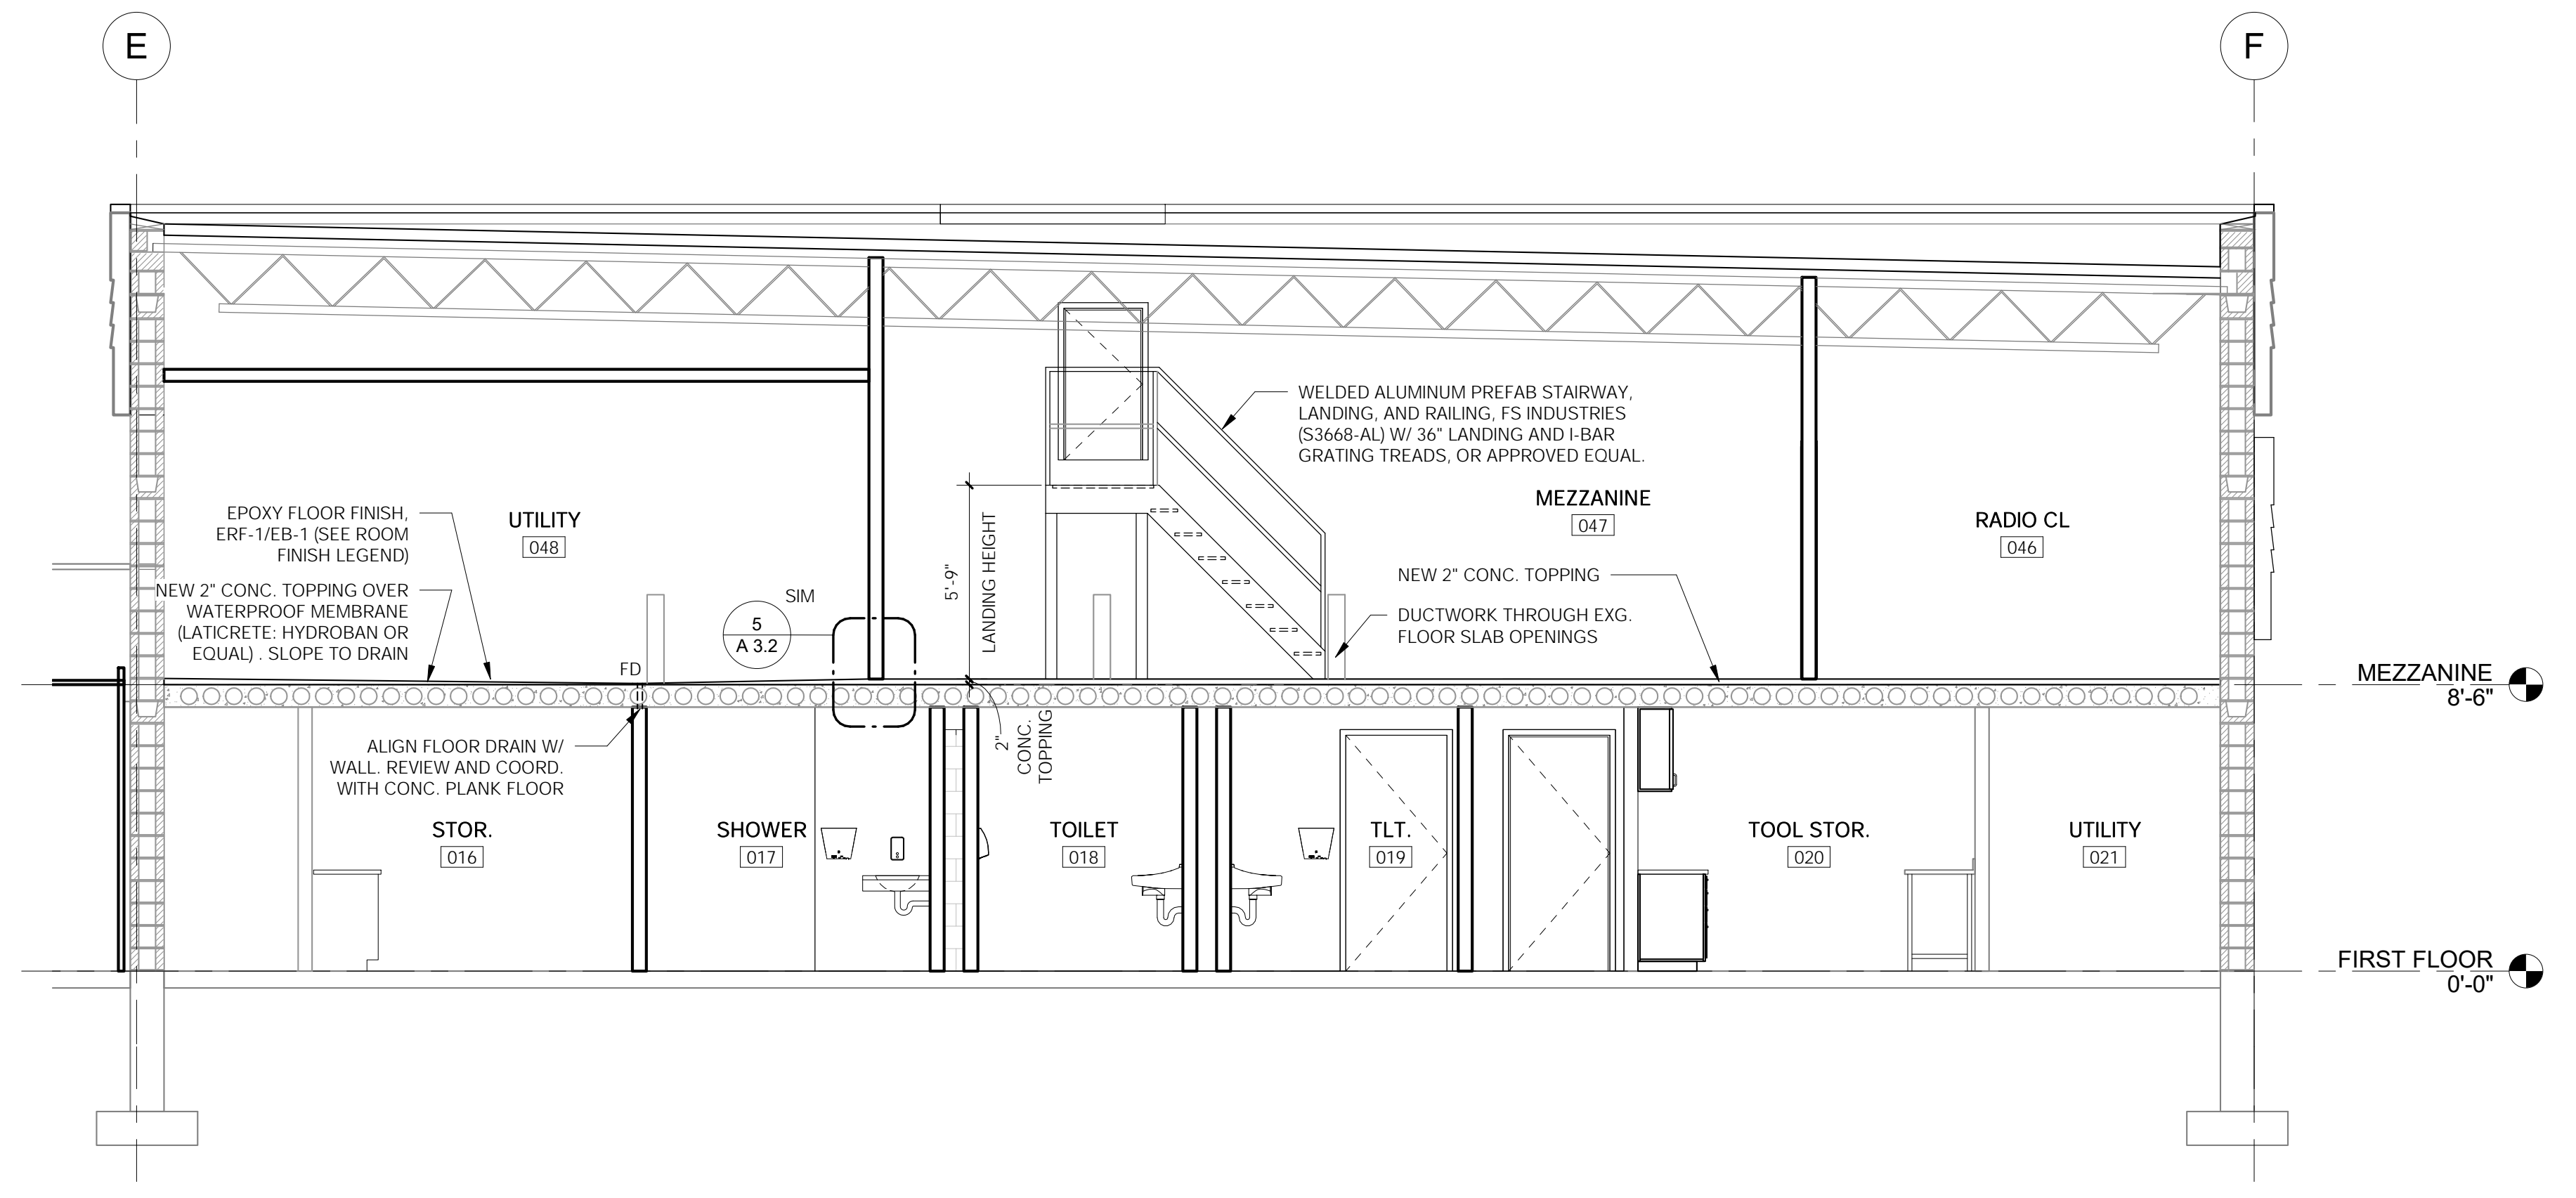 E
F
WELDED ALUMINUM PREFAB STAIRWAY,
LANDING, AND RAILING, FS INDUSTRIES
(S3668-AL) W/ 36" LANDING AND I-BAR
GRATING TREADS, OR APPROVED EQUAL.
MEZZANINE
047
EPOXY FLOOR FINISH,
ERF-1/EB-1 (SEE ROOM
FINISH LEGEND)
UTILITY
048
RADIO CL
046
NEW 2" CONC. TOPPING OVER
WATERPROOF MEMBRANE
(LATICRETE: HYDROBAN OR
EQUAL) . SLOPE TO DRAIN
SIM
5
A 3.2
FD
5'-9"
LANDING HEIGHT
NEW 2" CONC. TOPPING
DUCTWORK THROUGH EXG.
FLOOR SLAB OPENINGS
MEZZANINE
8'-6"
2"
CONC.
TOPPING
ALIGN FLOOR DRAIN W/
WALL. REVIEW AND COORD.
WITH CONC. PLANK FLOOR
STOR.
016
SHOWER
017
TOILET
018
TLT.
019
TOOL STOR.
020
UTILITY
021
FIRST FLOOR
0'-0"